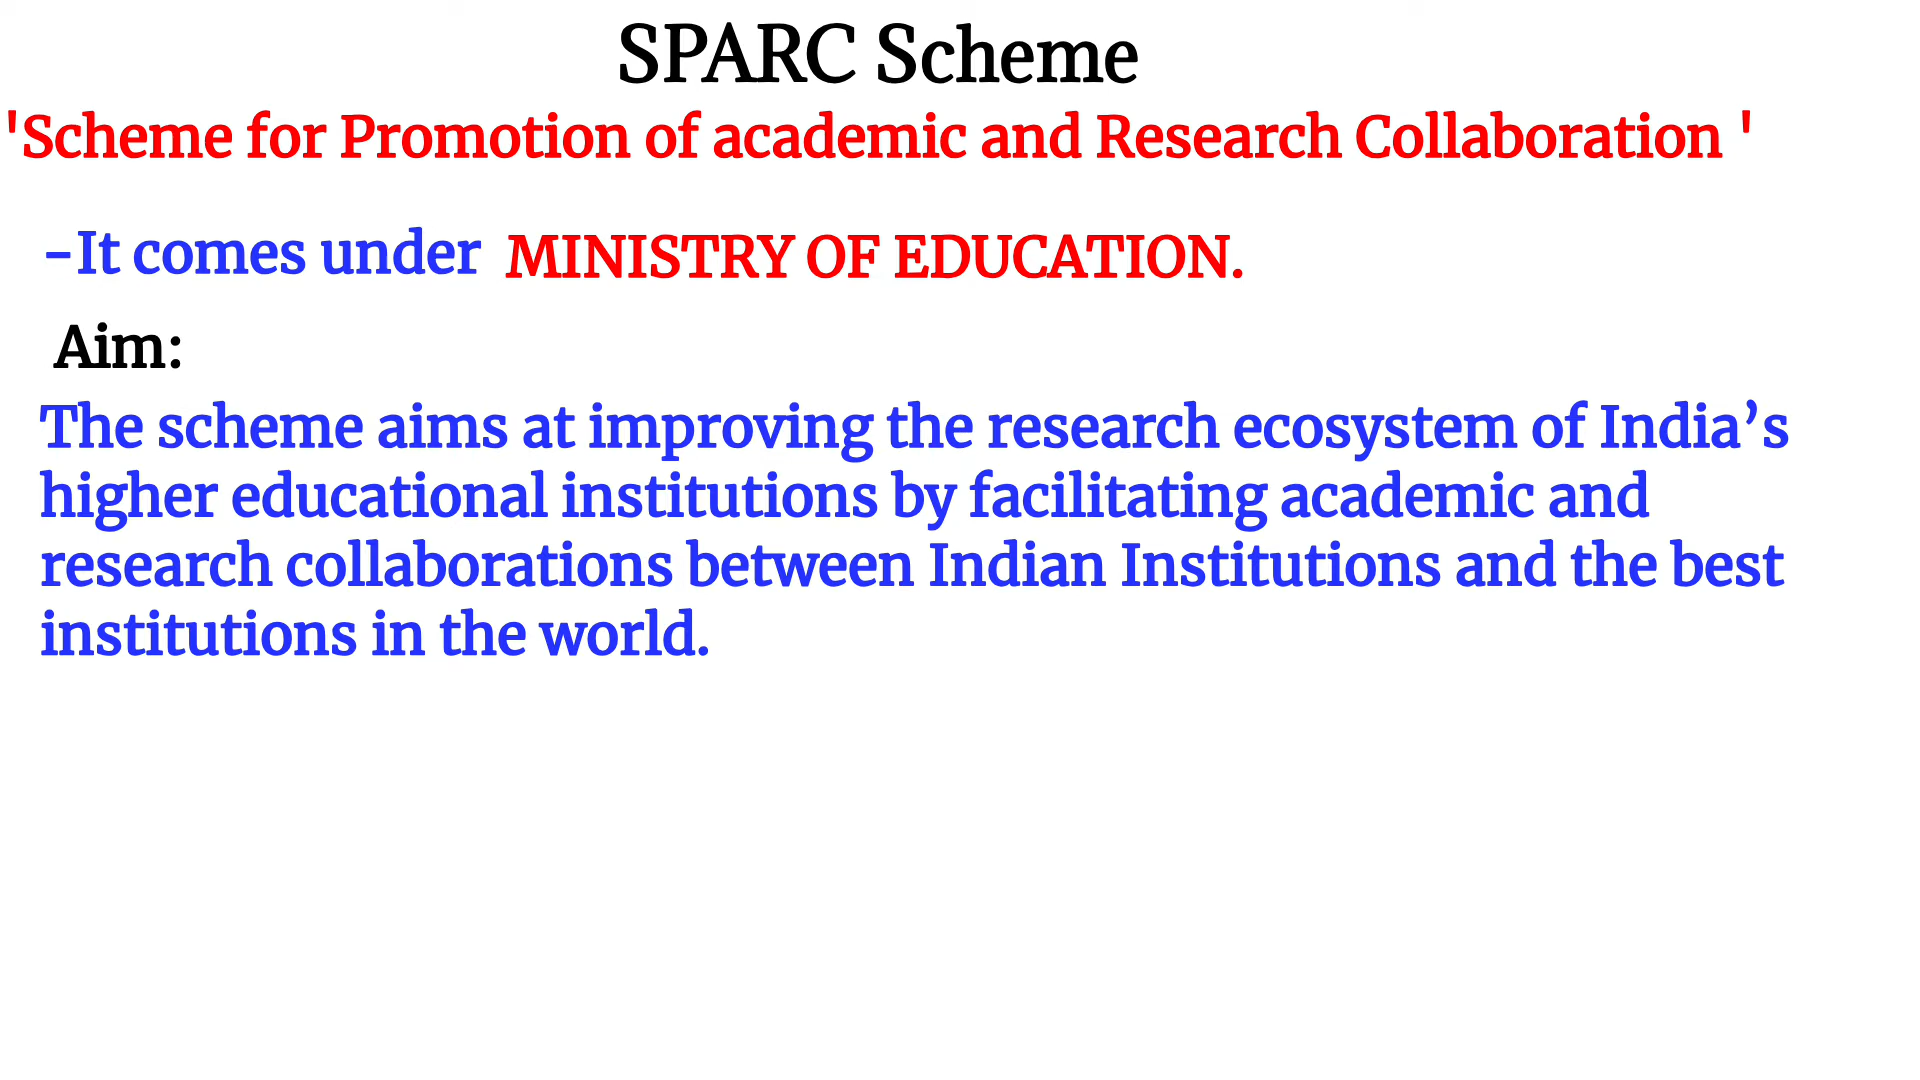 SPARC Scheme
'Scheme for Promotion of academic and Research Collaboration '
-It comes under MINISTRY OF EDUCATION.
Aim:
The scheme aims at improving the research ecosystem of India’s
higher educational institutions by facilitating academic and
research collaborations between Indian Institutions and the best
institutions in the world.